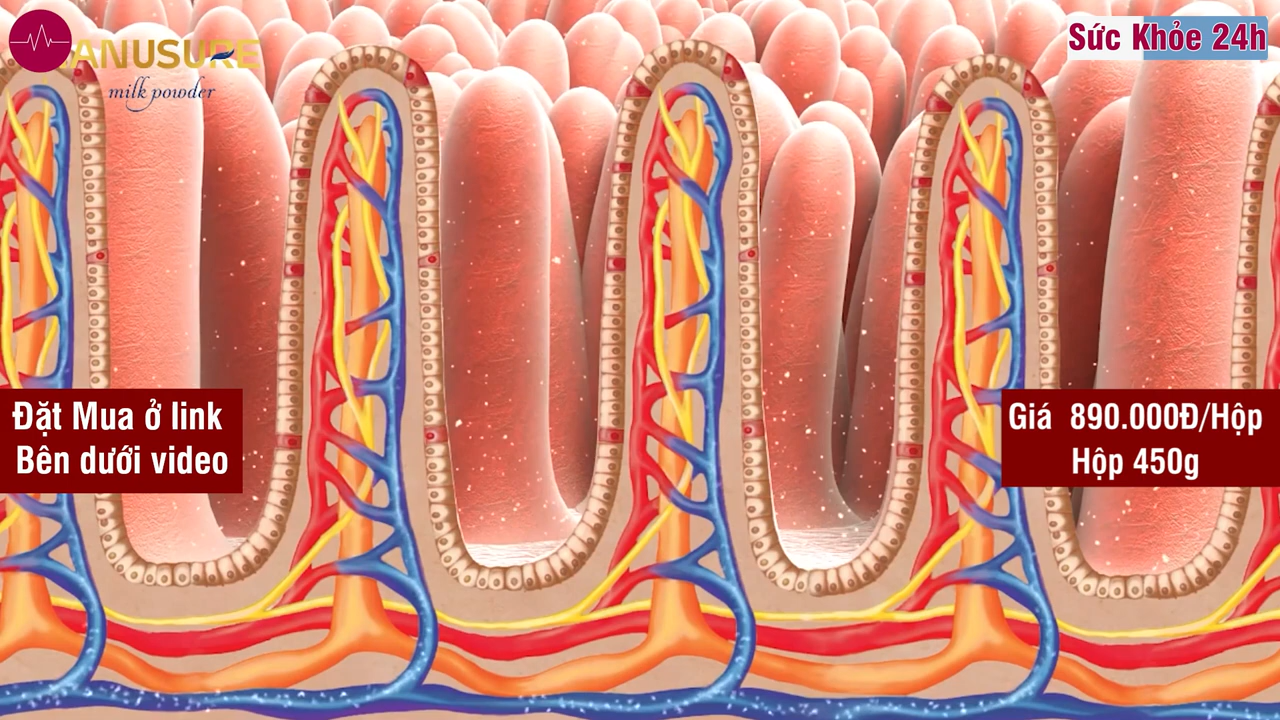 ANUSURE
milk powder
Sức Khỏe 24h
Đặt Mua ở link
Bên dưới video
Giá 890.000Đ/Hộp
Hộp 450g